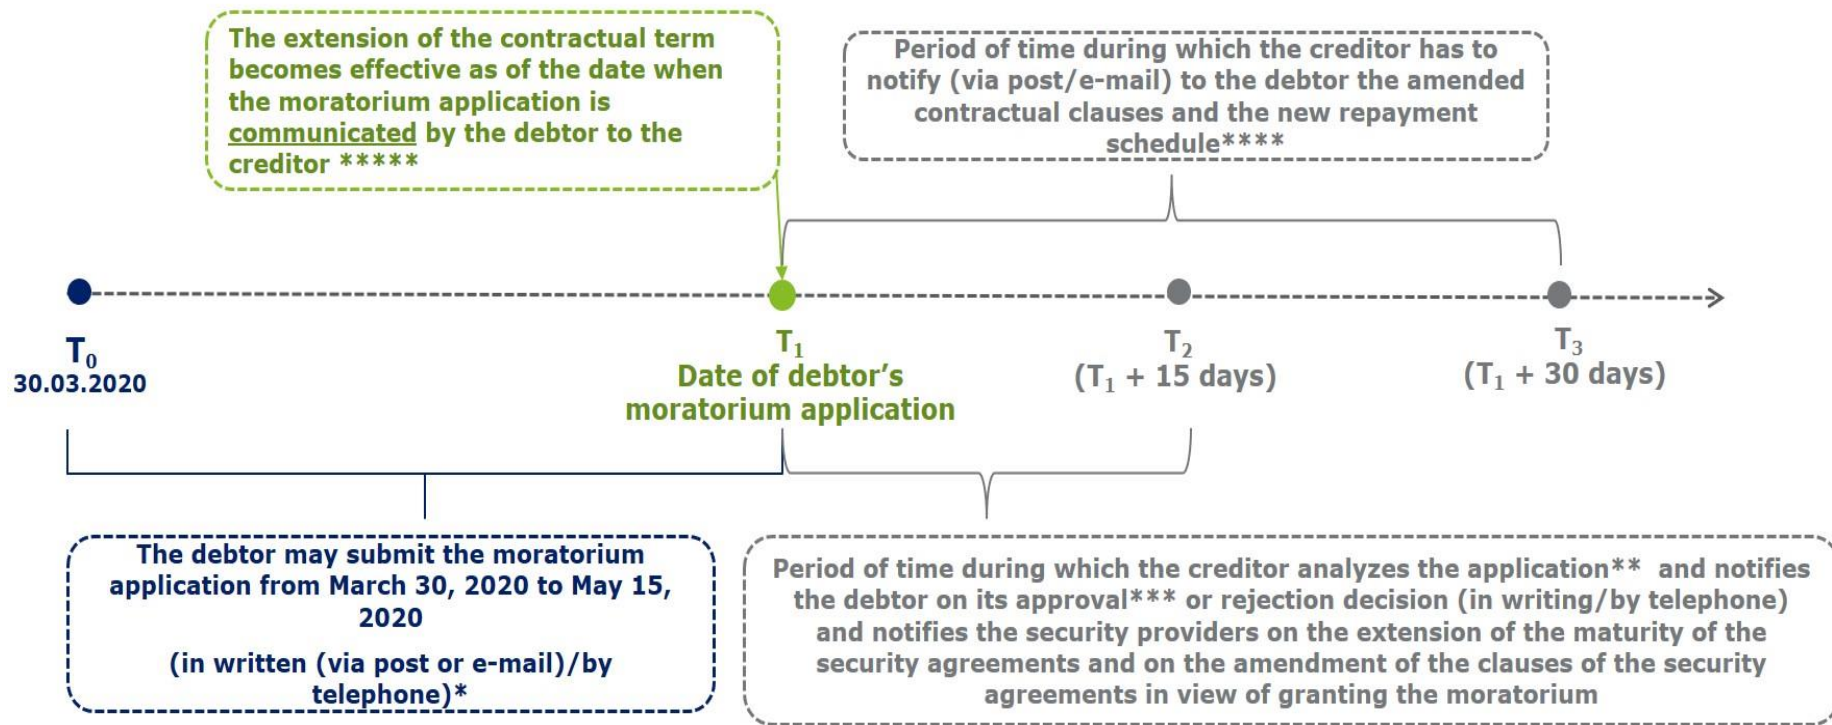 The extension of the contractual term
becomes effective as of the date when
the moratorium application is
communicated by the debtor to the
creditor *****
Period of time during which the creditor has to
notify (via post/e-mail) to the debtor the amended
contractual clauses and the new repayment
schedule****
T₀
30.03.2020
T₁
Date of debtor’s
moratorium application
T₂
(T₁ + 15 days)
T₃
(T₁ + 30 days)
The debtor may submit the moratorium
application from March 30, 2020 to May 15,
2020
(in written (via post or e-mail)/by
telephone)*
Period of time during which the creditor analyzes the application** and notifies
the debtor on its approval*** or rejection decision (in writing/by telephone)
and notifies the security providers on the extension of the maturity of the
security agreements and on the amendment of the clauses of the security
agreements in view of granting the moratorium